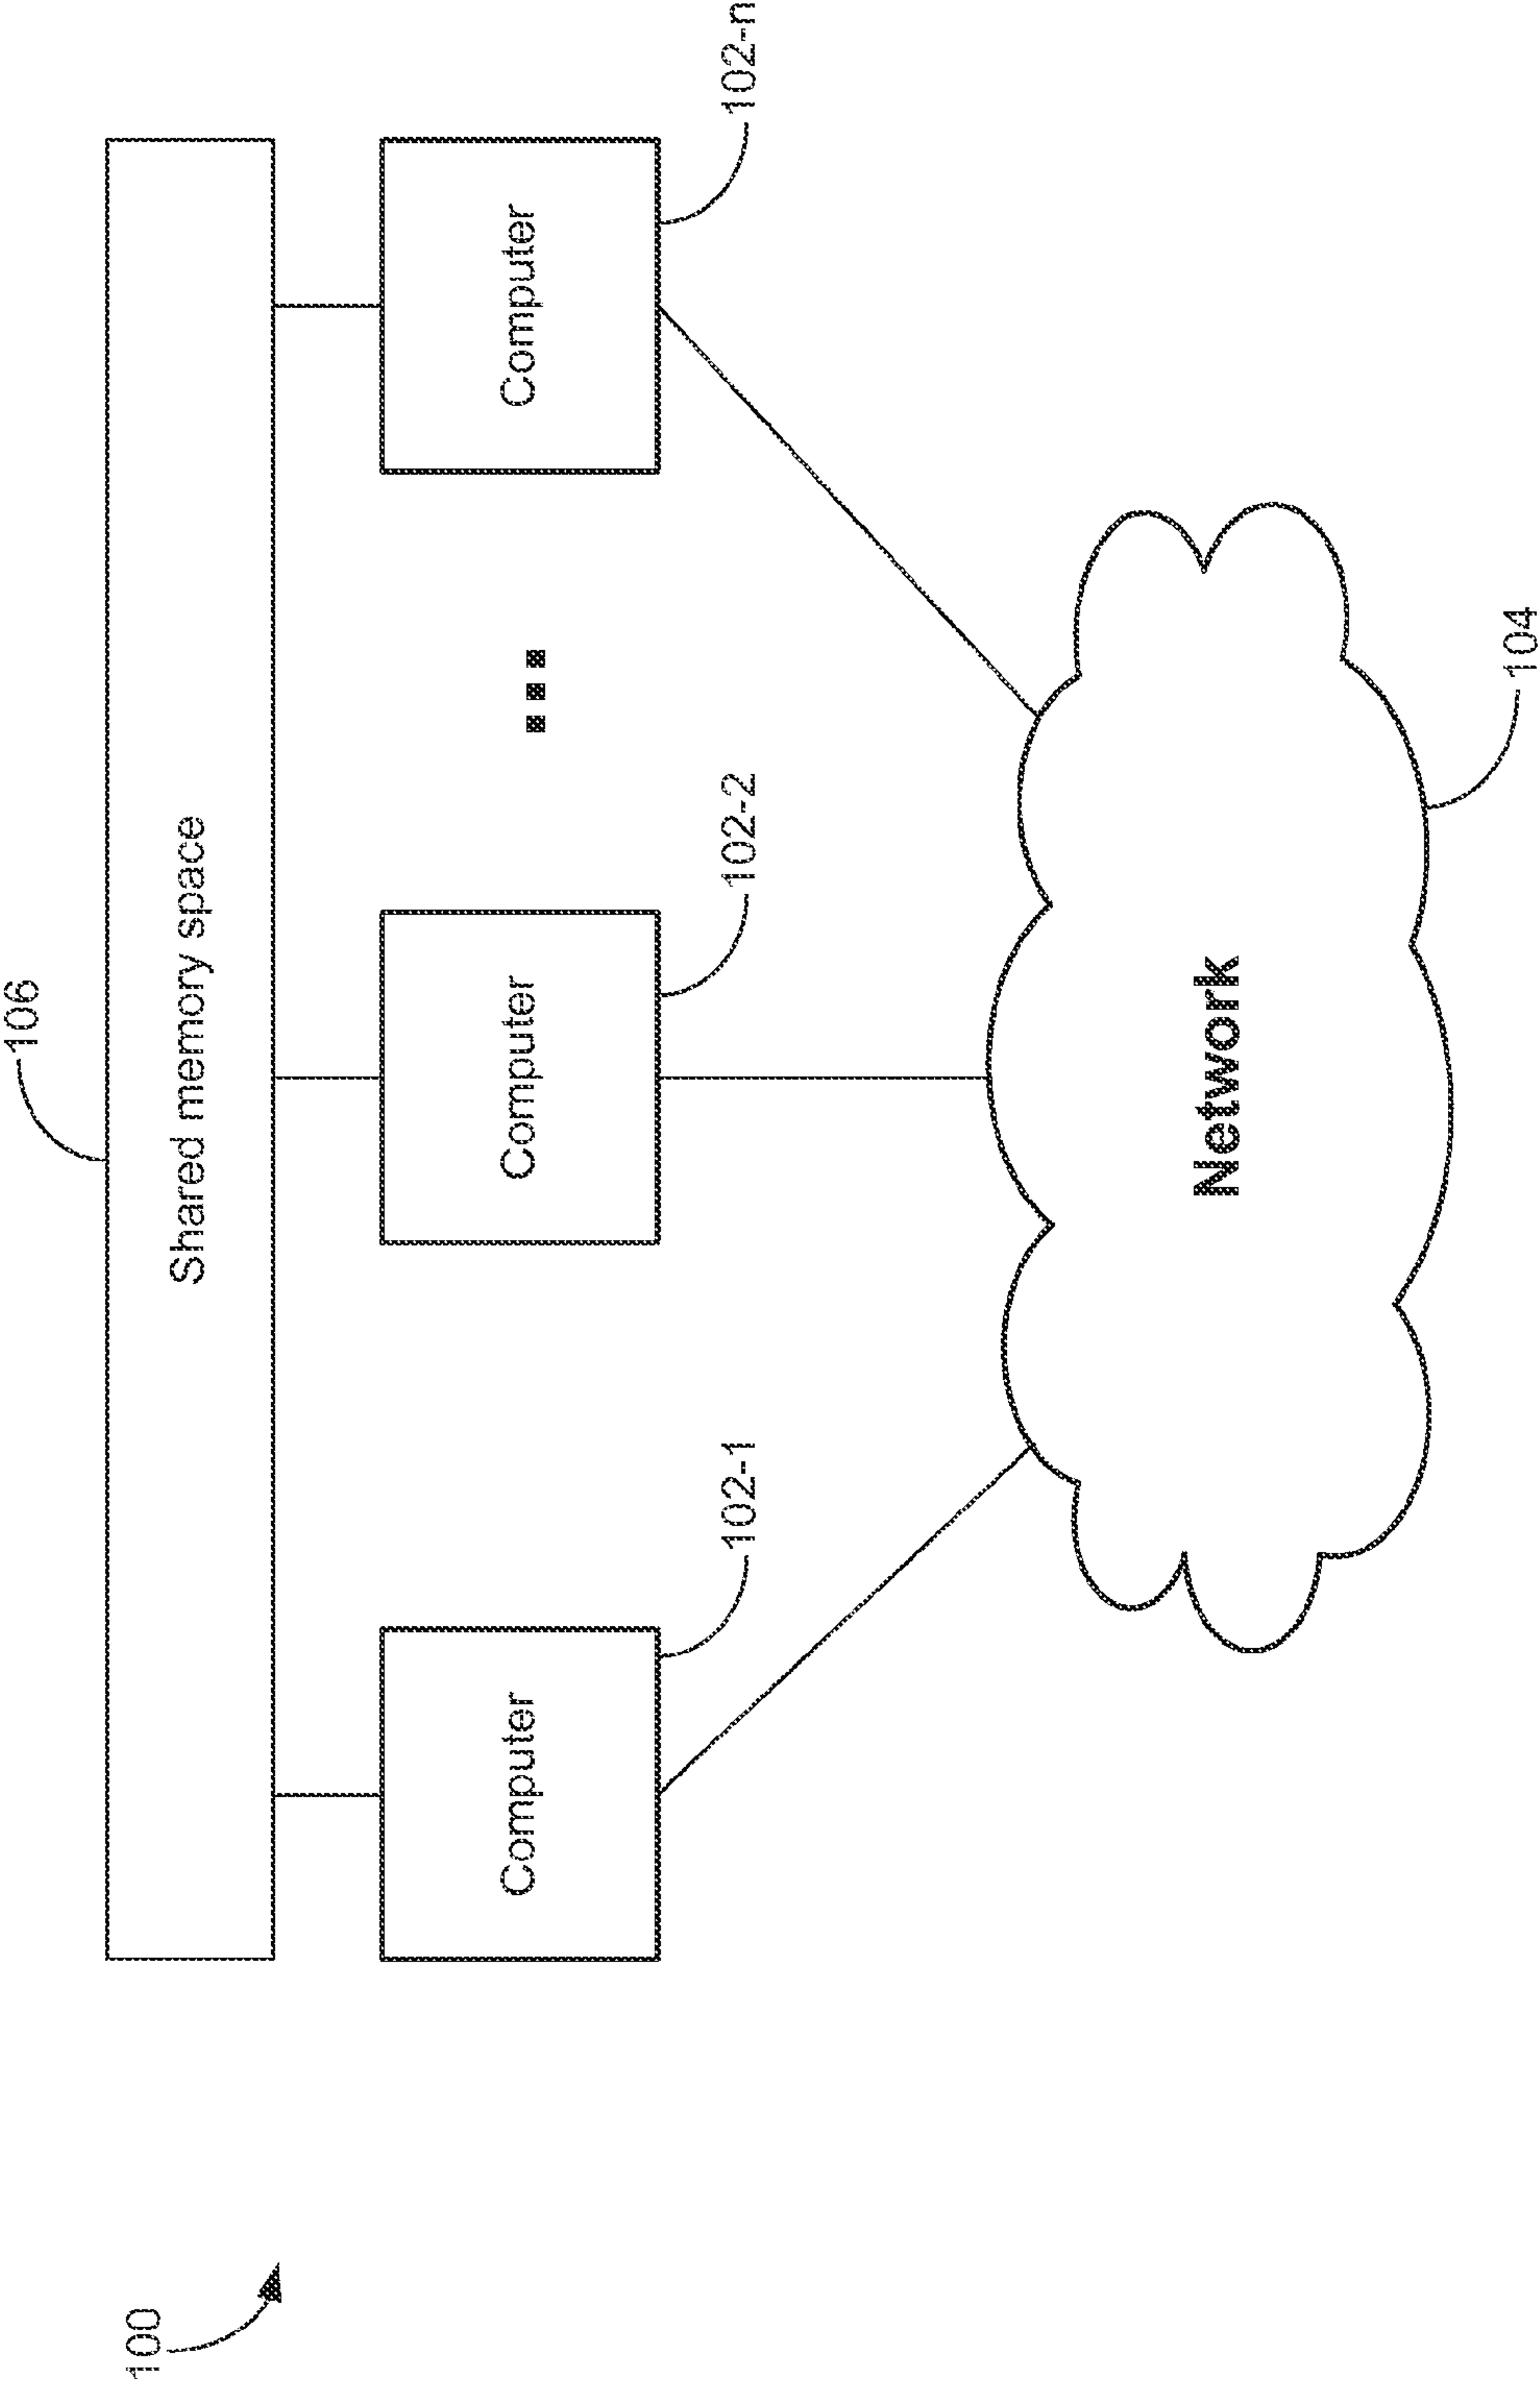 106
Shared memory space
Computer
Computer
Computer
102-1
102-2
102-n
Network
104
100